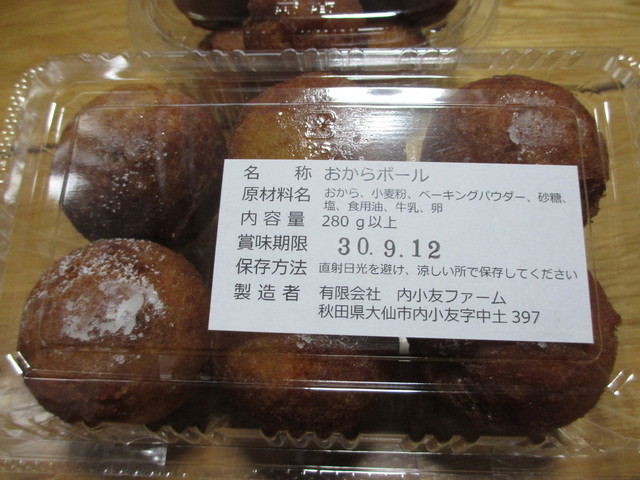 名称 おからボール
原材料名 おから、小麦粉、ベーキングパウダー、砂糖、
塩、食用油、牛乳、卵
内容量 280ｇ以上
賞味期限 30.9.12
保存方法 直射日光を避け、涼しい所で保存してください
製造者 有限会社 内小友ファーム
秋田県大仙市内小友字中土397